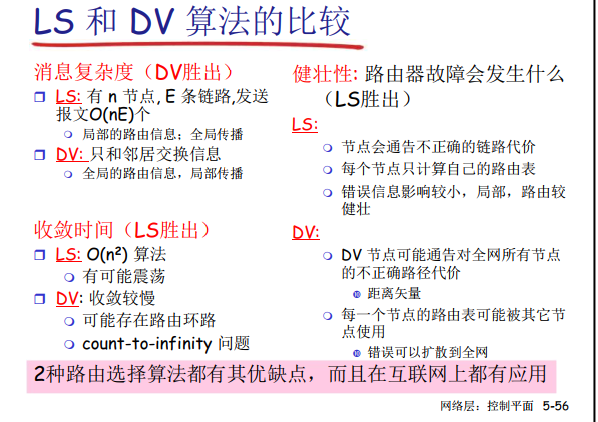 LS 和 DV 算法的比较
消息复杂度（DV胜出）
LS: 有 n 节点, E 条链路,发送
报文O(nE)个
局部的路由信息；全局传播
DV: 只和邻居交换信息
全局的路由信息，局部传播
收敛时间（LS胜出）
LS: O(n²) 算法
有可能震荡
DV: 收敛较慢
可能存在路由环路
count-to-infinity 问题
健壮性: 路由器故障会发生什么
（LS胜出）
LS:
节点会通告不正确的链路代价
每个节点只计算自己的路由表
错误信息影响较小，局部，路由较
健壮
DV:
DV 节点可能通告对全网所有节点
的不正确路径代价
距离矢量
每一个节点的路由表可能被其它节
点使用
错误可以扩散到全网
2种路由选择算法都有其优缺点，而且在互联网上都有应用
网络层：控制平面 5-56